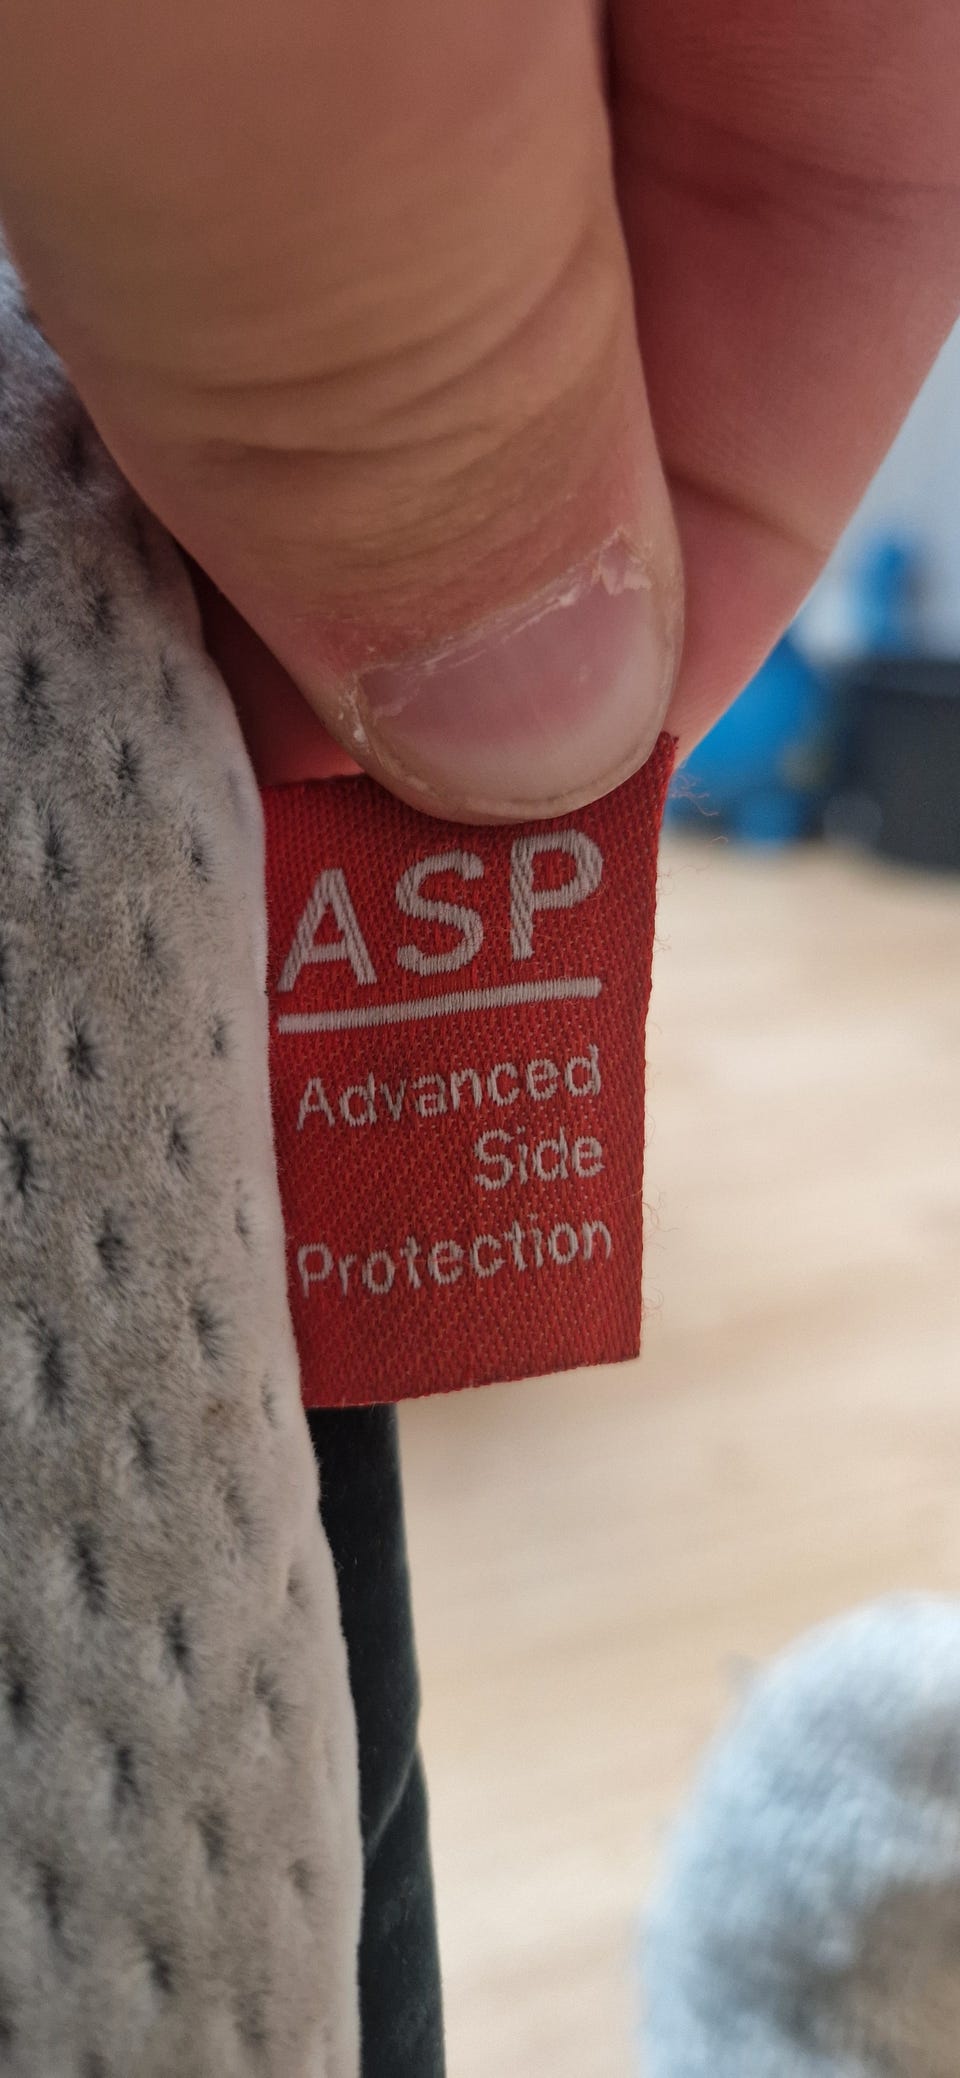 ASP
Advanced
Side
Protection